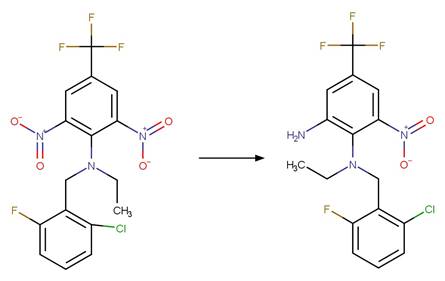 F
F F
F F
F
O⁻ O
N⁺ N⁺
O O⁻
N
F
CH₃
Cl
H₂N
O
N⁺
O⁻
H₃C N
F Cl